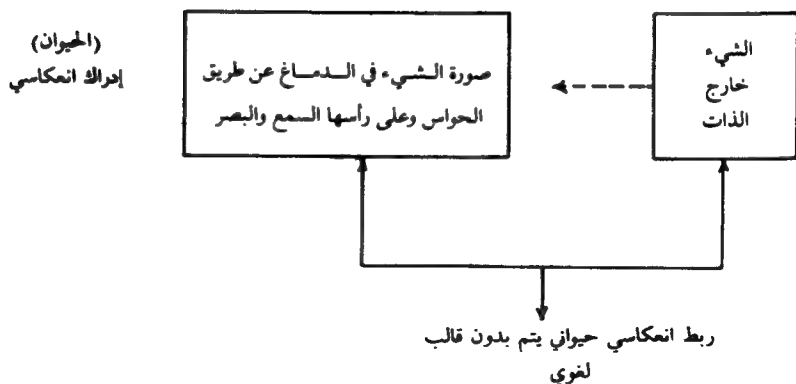 الشيء
خارج
الذات
صورة الشيء في الدماغ عن طريق
الحواس وعلى رأسها السمع والبصر
(الحيوان)
إدراك انعكاسي
ربط انعكاسي حيواني يتم بدون قالب
لغوي